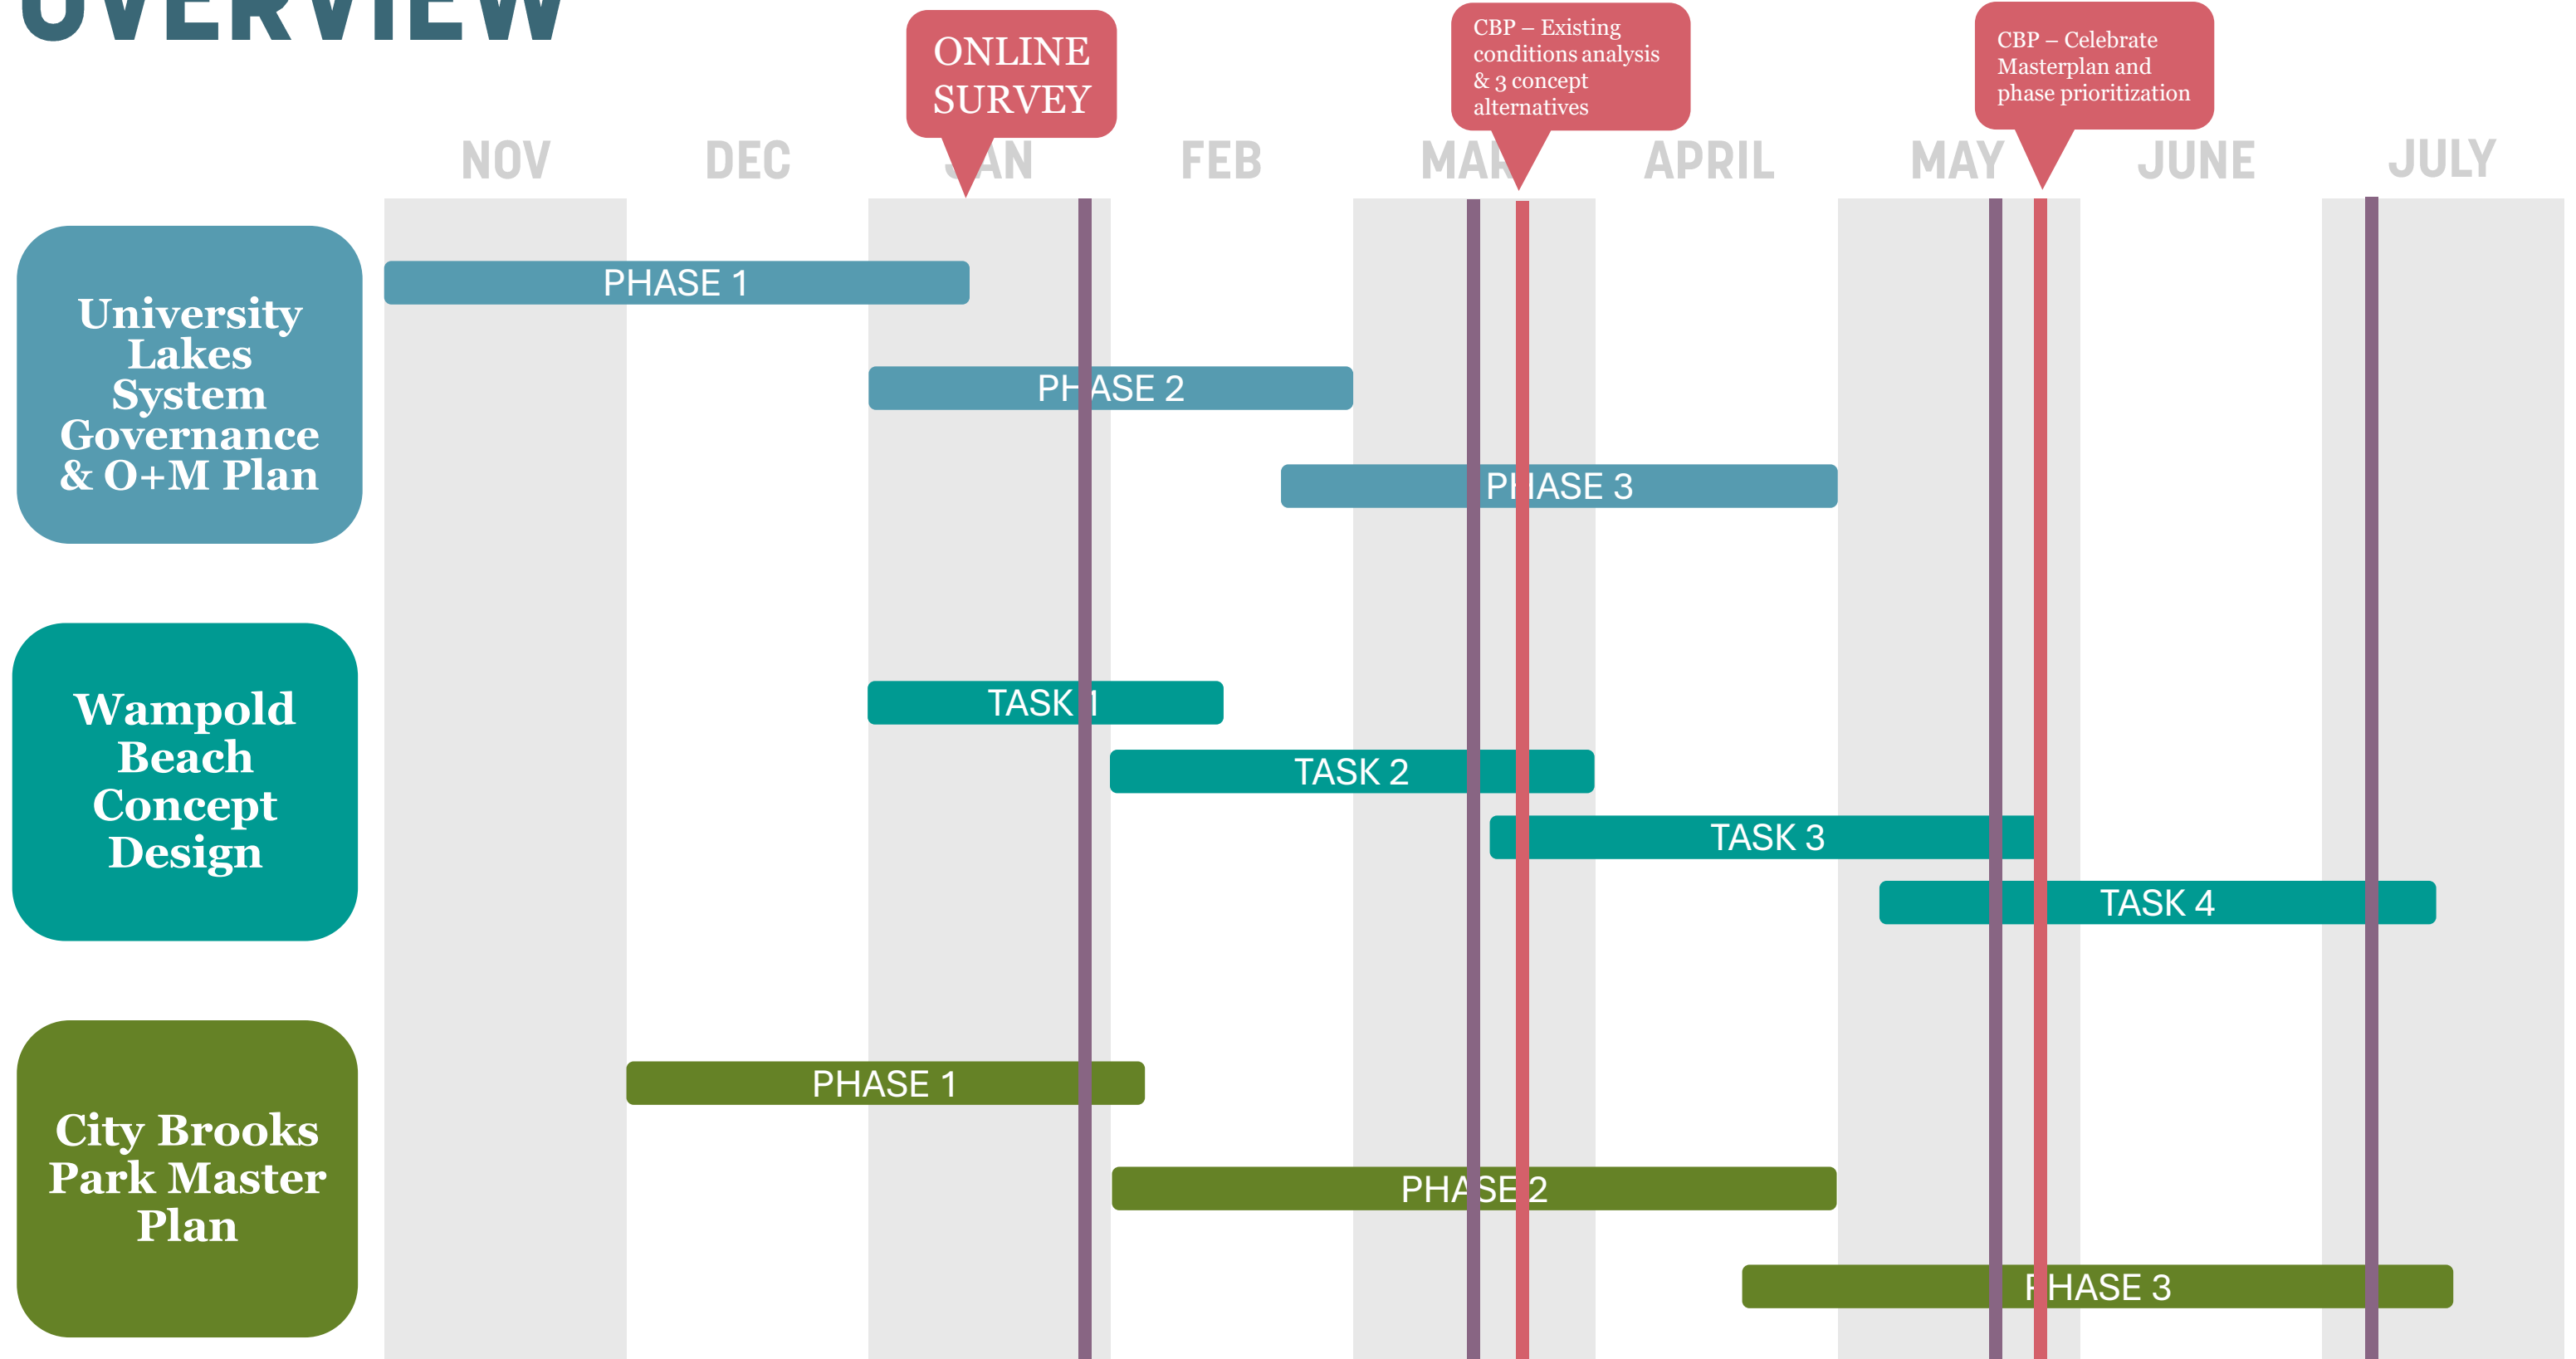 OVERVIEW
ONLINE
SURVEY
CBP – Existing
conditions analysis
& 3 concept
alternatives
CBP – Celebrate
Masterplan and
phase prioritization
NOV DEC JAN FEB MAR APRIL MAY JUNE JULY
University
Lakes
System
Governance
& O+M Plan
PHASE 1
PHASE 2
PHASE 3
Wampold
Beach
Concept
Design
TASK 1
TASK 2
TASK 3
TASK 4
City Brooks
Park Master
Plan
PHASE 1
PHASE 2
PHASE 3